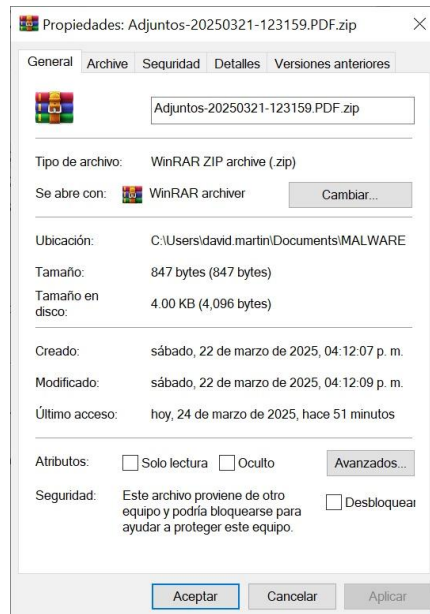 Propiedades: Adjuntos-20250321-123159.PDF.zip
General Archive Seguridad Detalles Versiones anteriores
Adjuntos-20250321-123159.PDF.zip
Tipo de archivo: WinRAR ZIP archive (.zip)
Se abre con: WinRAR archiver Cambiar...
Ubicación: C:\Users\david.martin\Documents\MALWARE
Tamaño: 847 bytes (847 bytes)
Tamaño en
disco: 4.00 KB (4,096 bytes)
Creado: sábado, 22 de marzo de 2025, 04:12:07 p. m.
Modificado: sábado, 22 de marzo de 2025, 04:12:09 p. m.
Último acceso: hoy, 24 de marzo de 2025, hace 51 minutos
Atributos: Solo lectura Oculto Avanzados...
Seguridad: Este archivo proviene de otro
equipo y podría bloquearse para
ayudar a proteger este equipo.
Desbloquear
Aceptar Cancelar Aplicar